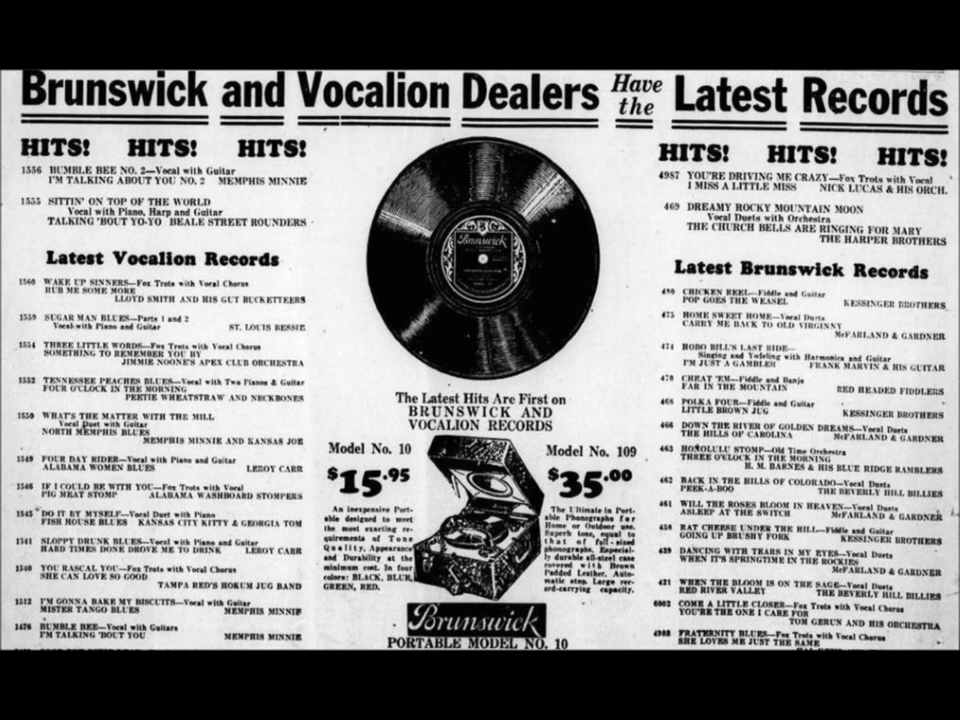 Brunswick and Vocalion Dealers Have the Latest Records
HITS! HITS! HITS!
1556 BUMBLE BEE NO. 2—Vocal with Guitar
I'M TALKING ABOUT YOU NO. 2 MEMPHIS MINNIE
1555 SITTIN' ON TOP OF THE WORLD
Vocal with Piano, Harp and Guitar
TALKING 'BOUT YO-YO BEALE STREET ROUNDERS
Latest Vocalion Records
1560 WAKE UP SINNERS—Fox Trots with Vocal Chorus
RUB ME SOME MORE
LLOYD SMITH AND HIS GUT BUCKETEERS
1559 SUGAR MAN BLUES—Parts 1 and 2
Vocal with Piano and Guitar ST. LOUIS BESSIE
1554 THREE LITTLE WORDS—Fox Trots with Vocal Chorus
SOMETHING TO REMEMBER YOU BY
JIMMIE NOONE'S APEX CLUB ORCHESTRA
1552 TENNESSEE PEACHES BLUES—Vocal with Two Pianos & Guitar
FOUR O'CLOCK IN THE MORNING
PEETIE WHEATSTRAW AND NECKBONES
1550 WHAT'S THE MATTER WITH THE MILL
Vocal Duet with Guitar
NORTH MEMPHIS BLUES
MEMPHIS MINNIE AND KANSAS JOE
1549 FOUR DAY RIDER—Vocal with Piano and Guitar
ALABAMA WOMEN BLUES LEROY CARR
1546 IF I COULD BE WITH YOU—Fox Trots with Vocal
PIG MEAT STOMP ALABAMA WASHBOARD STOMPERS
1545 DO IT BY MYSELF—Vocal Duet with Piano
FISH HOUSE BLUES KANSAS CITY KITTY & GEORGIA TOM
1541 SLOPPY DRUNK BLUES—Vocal with Piano and Guitar
HARD TIMES DONE DROVE ME TO DRINK LEROY CARR
1540 YOU RASCAL YOU—Fox Trots with Vocal Chorus
SHE CAN LOVE SO GOOD
TAMPA RED'S HOKUM JUG BAND
1512 I'M GONNA BAKE MY BISCUITS—Vocal with Guitar
MISTER TANGO BLUES MEMPHIS MINNIE
1476 BUMBLE BEE—Vocal with Guitars
I'M TALKING 'BOUT YOU MEMPHIS MINNIE
Brunswick
The Latest Hits Are First on
BRUNSWICK AND
VOCALION RECORDS
Model No. 10
$15.95
An inexpensive Port-
able designed to meet
the most exacting re-
quirements of Tone
Quality, Appearance
and Durability at the
minimum cost. In four
colors: BLACK, BLUE,
GREEN, RED.
Model No. 109
$35.00
The Ultimate in Port-
able Phonographs for
Home or Outdoor use.
Superb tone, equal to
that of full-sized
phonographs. Especial-
ly durable all-steel case
covered with Brown
Padded Leather. Auto-
matic stop. Large rec-
ord-carrying capacity.
Brunswick
PORTABLE MODEL NO. 10
HITS! HITS! HITS!
4987 YOU'RE DRIVING ME CRAZY—Fox Trots with Vocal
I MISS A LITTLE MISS NICK LUCAS & HIS ORCH.
469 DREAMY ROCKY MOUNTAIN MOON
Vocal Duets with Orchestra
THE CHURCH BELLS ARE RINGING FOR MARY
THE HARPER BROTHERS
Latest Brunswick Records
480 CHICKEN REEL—Fiddle and Guitar
POP GOES THE WEASEL KESSINGER BROTHERS
475 HOME SWEET HOME—Vocal Duets
CARRY ME BACK TO OLD VIRGINNY
McFARLAND & GARDNER
474 HOBO BILL'S LAST RIDE—
Singing and Yodeling with Harmonica and Guitar
I'M JUST A GAMBLER FRANK MARVIN & HIS GUITAR
470 CHEAT 'EM—Fiddle and Banjo
FAR IN THE MOUNTAIN RED HEADED FIDDLERS
468 POLKA FOUR—Fiddle and Guitar
LITTLE BROWN JUG KESSINGER BROTHERS
466 DOWN THE RIVER OF GOLDEN DREAMS—Vocal Duets
THE HILLS OF CAROLINA McFARLAND & GARDNER
463 HONOLULU STOMP—Old Time Orchestra
THREE O'CLOCK IN THE MORNING
H. M. BARNES & HIS BLUE RIDGE RAMBLERS
462 BACK IN THE HILLS OF COLORADO—Vocal Duets
PEEK-A-BOO THE BEVERLY HILL BILLIES
461 WILL THE ROSES BLOOM IN HEAVEN—Vocal Duets
ASLEEP AT THE SWITCH McFARLAND & GARDNER
458 RAT CHEESE UNDER THE HILL—Fiddle and Guitar
GOING UP BRUSHY FORK KESSINGER BROTHERS
439 DANCING WITH TEARS IN MY EYES—Vocal Duets
WHEN IT'S SPRINGTIME IN THE ROCKIES
McFARLAND & GARDNER
421 WHEN THE BLOOM IS ON THE SAGE—Vocal Duets
RED RIVER VALLEY THE BEVERLY HILL BILLIES
6002 COME A LITTLE CLOSER—Fox Trots with Vocal Chorus
YOU'RE THE ONE I CARE FOR
TOM GERUN AND HIS ORCHESTRA
4988 FRATERNITY BLUES—Fox Trots with Vocal Chorus
SHE LOVES ME JUST THE SAME